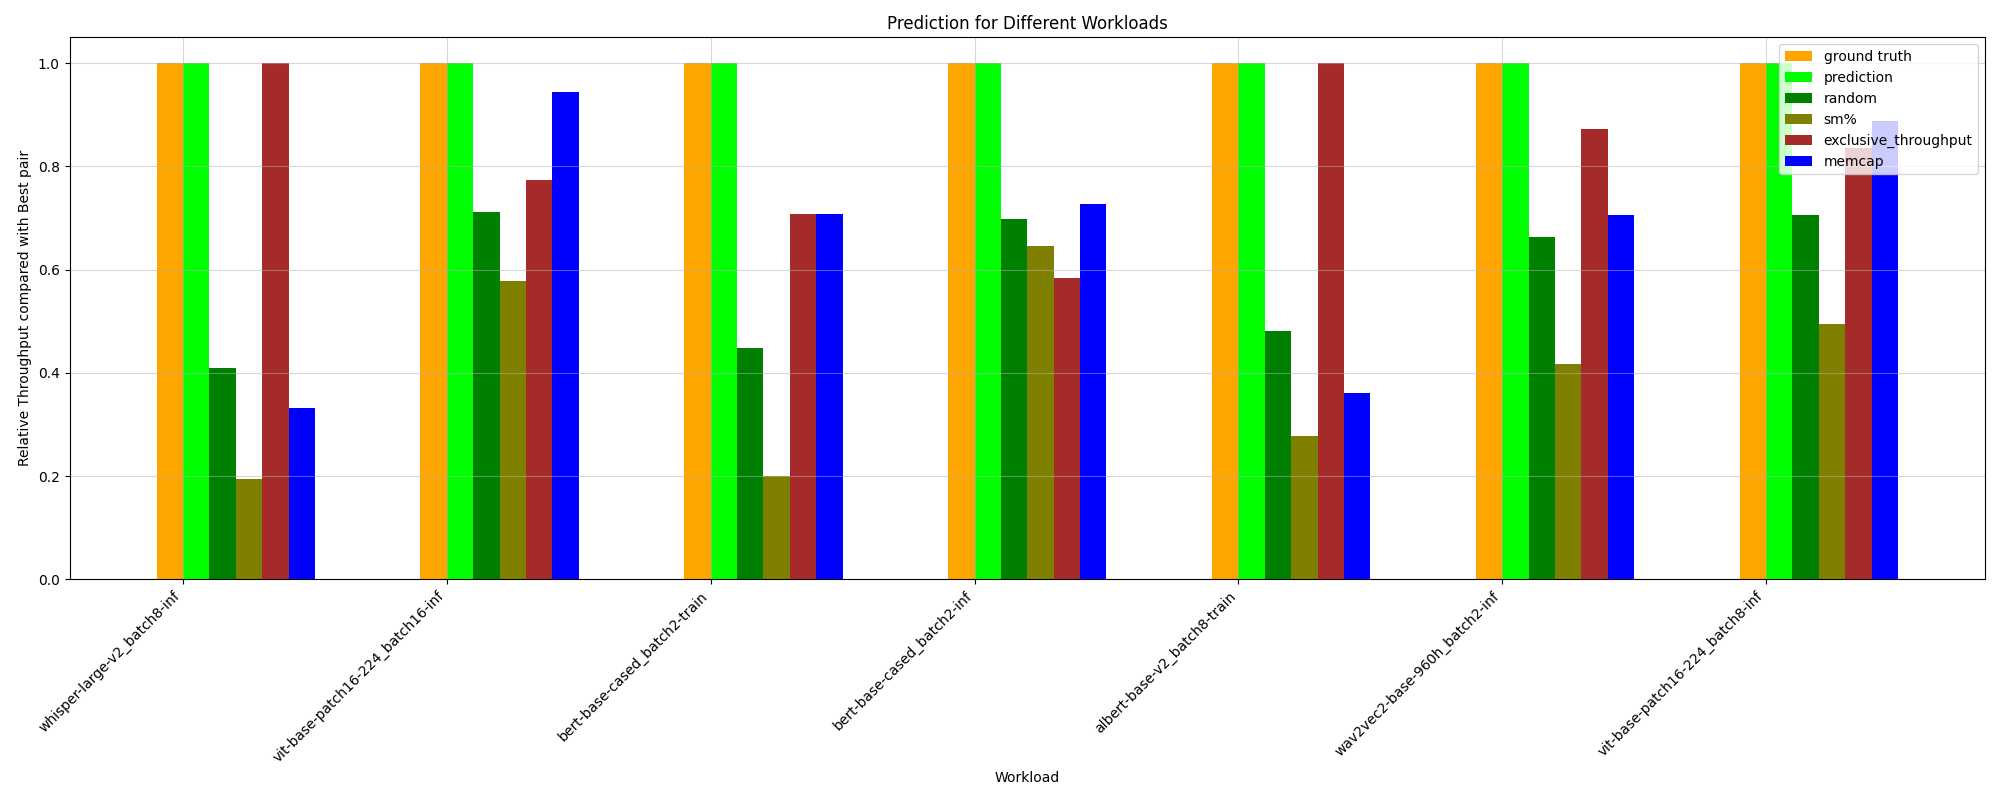 Prediction for Different Workloads
Relative Throughput compared with Best pair
1.0
0.8
0.6
0.4
0.2
0.0
ground truth
prediction
random
sm%
exclusive_throughput
memcap
whisper-large-v2_batch8-inf
vit-base-patch16-224_batch16-inf
bert-base-cased_batch2-train
bert-base-cased_batch2-inf
albert-base-v2_batch8-train
wav2vec2-base-960h_batch2-inf
vit-base-patch16-224_batch8-inf
Workload